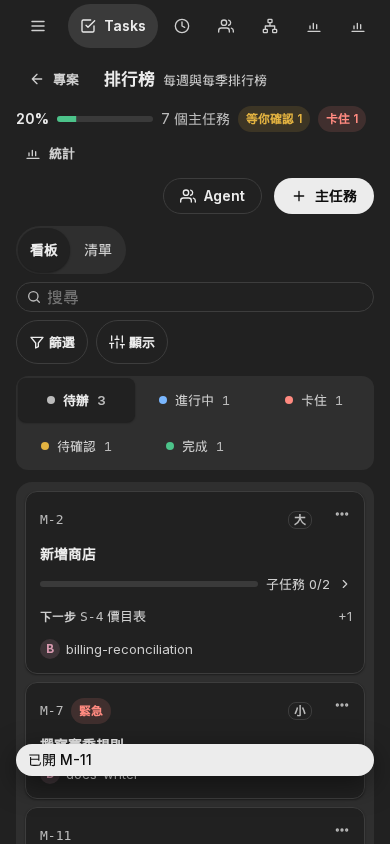 Tasks
專案 排行榜 每週與每季排行榜
20% 7 個主任務 等你確認 1 卡住 1
統計
Agent 主任務
看板 清單
搜尋
篩選 顯示
待辦 3 進行中 1 卡住 1
待確認 1 完成 1
M-2 大
新增商店
子任務 0/2
下一步 S-4 價目表 +1
B billing-reconciliation
M-7 緊急 小
已開 M-11
M-11